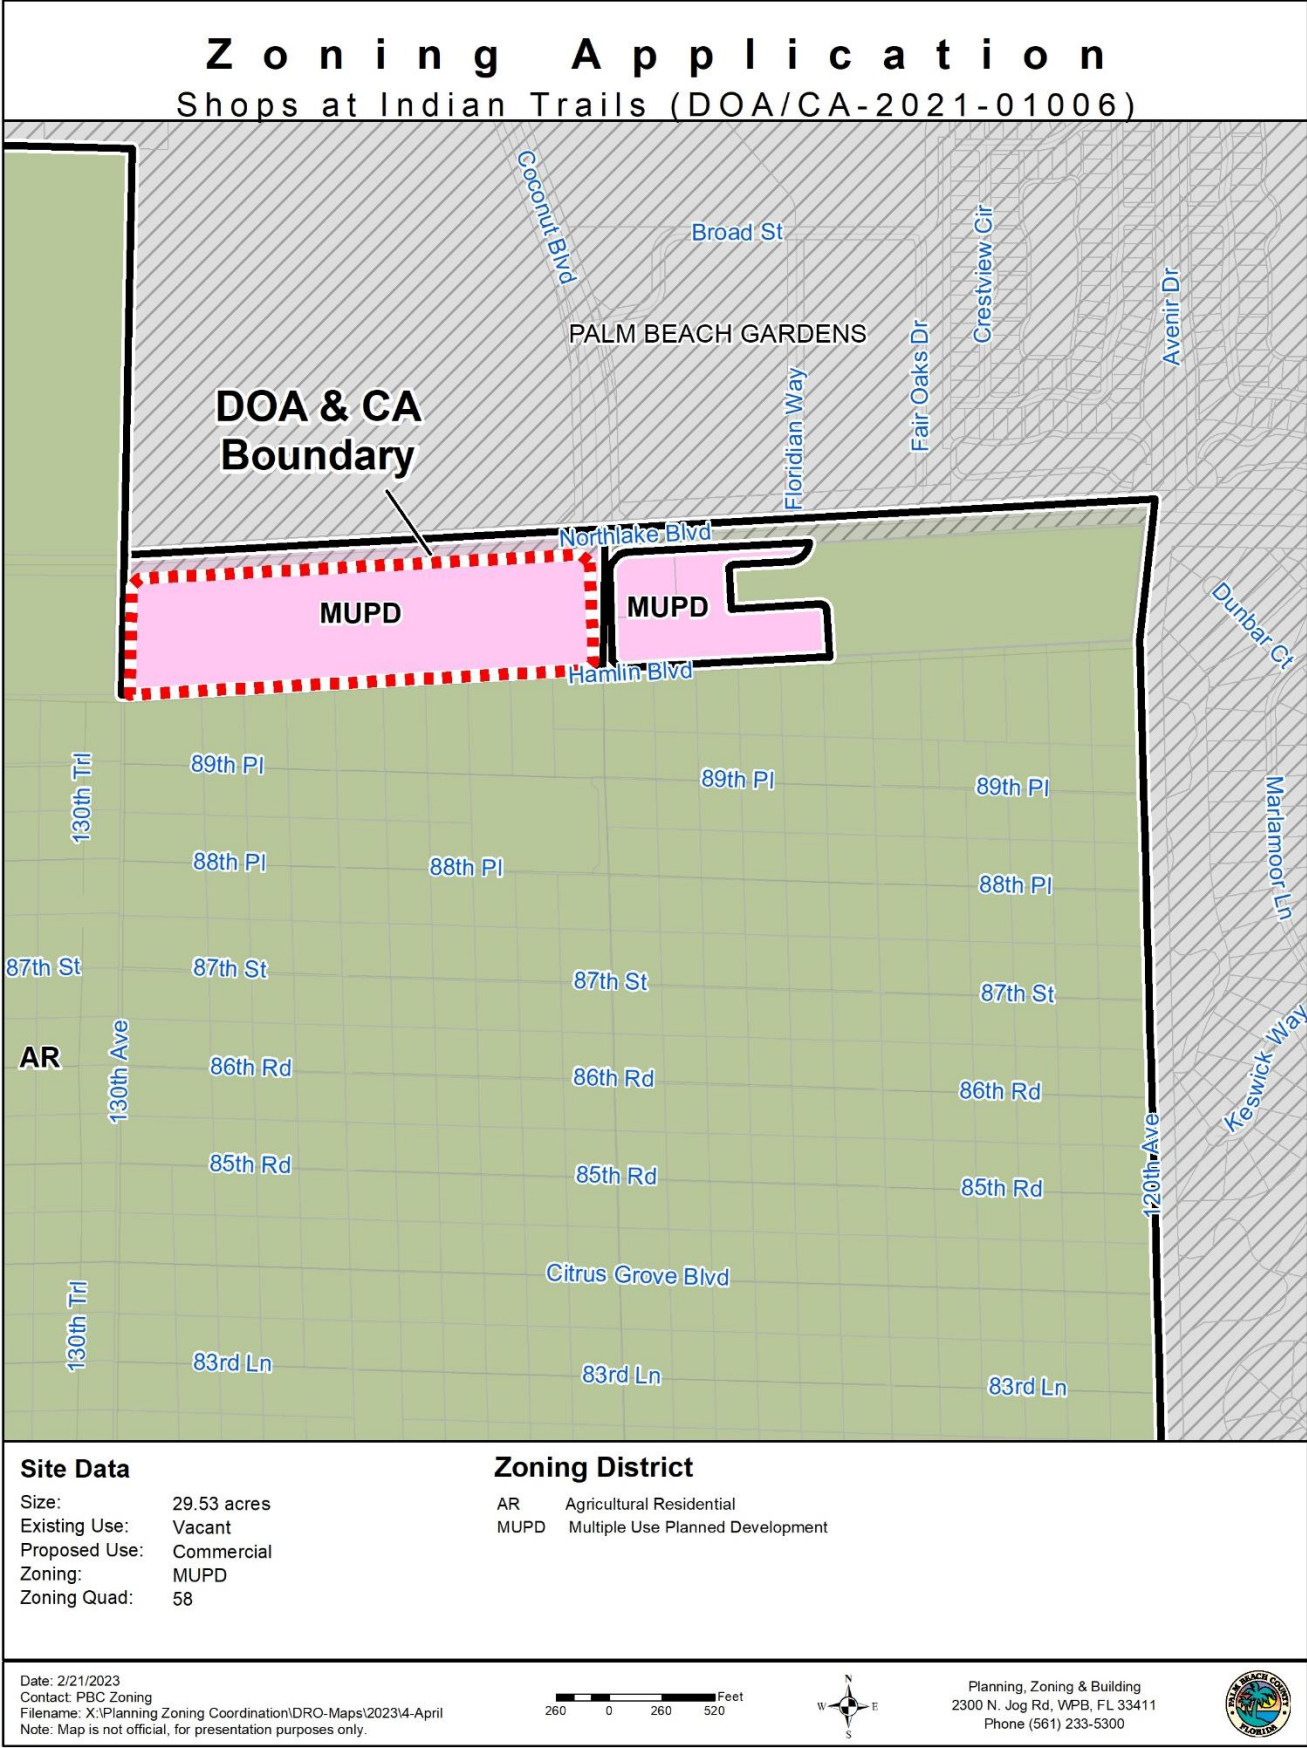 Zoning Application
Shops at Indian Trails (DOA/CA-2021-01006)
Coconut Blvd
Broad St
Crestview Cir
Avenir Dr
PALM BEACH GARDENS
Fair Oaks Dr
Floridian Way
DOA & CA
Boundary
Northlake Blvd
MUPD
MUPD
Hamlin Blvd
Dunbar Ct
130th Trl
89th Pl
89th Pl
89th Pl
Marlamoor Ln
88th Pl
88th Pl
88th Pl
87th St
87th St
87th St
87th St
AR
130th Ave
86th Rd
86th Rd
86th Rd
Keswick Way
85th Rd
85th Rd
85th Rd
120th Ave
Citrus Grove Blvd
130th Trl
83rd Ln
83rd Ln
83rd Ln
Site Data
Size: 29.53 acres
Existing Use: Vacant
Proposed Use: Commercial
Zoning: MUPD
Zoning Quad: 58
Zoning District
AR Agricultural Residential
MUPD Multiple Use Planned Development
Date: 2/21/2023
Contact: PBC Zoning
Filename: X:\Planning Zoning Coordination\DRO-Maps\2023\4-April
Note: Map is not official, for presentation purposes only.
Feet
260 0 260 520
N
W E
S
Planning, Zoning & Building
2300 N. Jog Rd, WPB, FL 33411
Phone (561) 233-5300
PALM BEACH COUNTY
FLORIDA